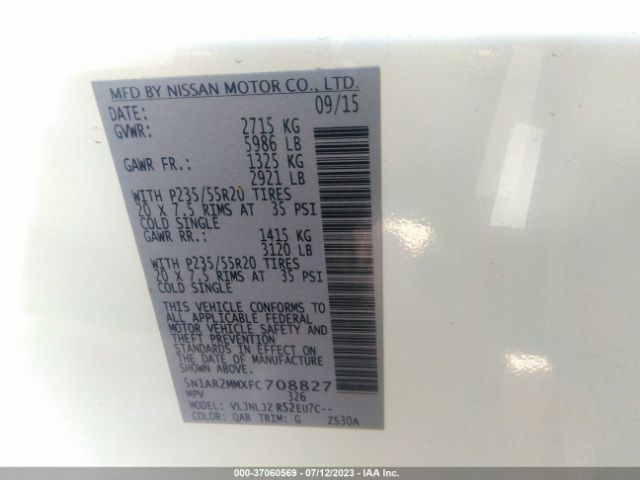 MFD BY NISSAN MOTOR CO., LTD.
DATE: 09/15
GVWR: 2715 KG
5986 LB
GAWR FR.: 1325 KG
2921 LB
WITH P235/55R20 TIRES
20 X 7.5 RIMS AT 35 PSI
COLD SINGLE
GAWR RR.: 1415 KG
3120 LB
WITH P235/55R20 TIRES
20 X 7.5 RIMS AT 35 PSI
COLD SINGLE
THIS VEHICLE CONFORMS TO
ALL APPLICABLE FEDERAL
MOTOR VEHICLE SAFETY AND
THEFT PREVENTION
STANDARDS IN EFFECT ON
THE DATE OF MANUFACTURE
SHOWN ABOVE.
5N1AR2MMXFC708827
MPV 326
VLJNLJZ R52EU7C--
COLOR: QAB TRIM: G ZS30A
000-37060569 - 07/12/2023 - IAA Inc.